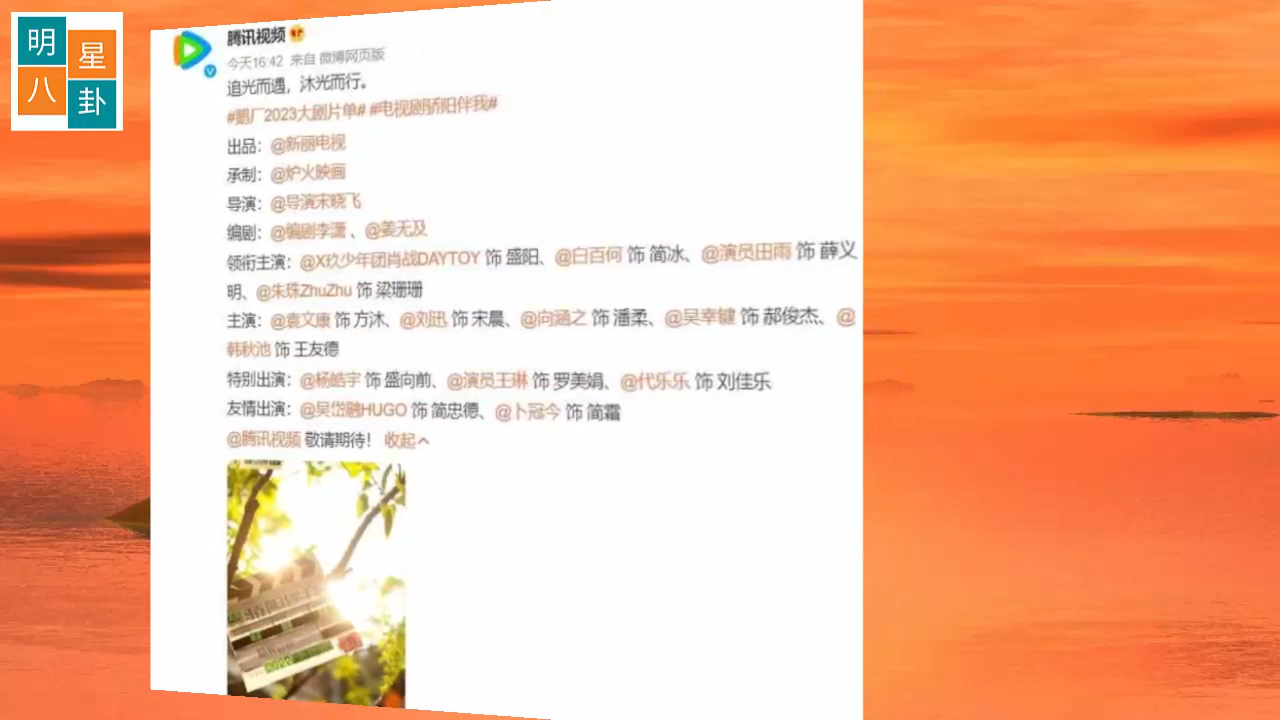 明星
八卦
腾讯视频
今天16:42 来自 微博网页版
追光而遇，沐光而行。
#鹅厂2023大剧片单# #电视剧骄阳伴我#
出品：@新丽电视
承制：@炉火映画
导演：@导演宋晓飞
编剧：@编剧李潇 、@姜无及
领衔主演：@X玖少年团肖战DAYTOY 饰 盛阳、@白百何 饰 简冰、@演员田雨 饰 薛义
明、@朱珠ZhuZhu 饰 梁珊珊
主演：@袁文康 饰 方沐、@刘迅 饰 宋晨、@向涵之 饰 潘柔、@吴幸键 饰 郝俊杰、@
韩秋池 饰 王友德
特别出演：@杨皓宇 饰 盛向前、@演员王琳 饰 罗美娟、@代乐乐 饰 刘佳乐
友情出演：@吴岱融HUGO 饰 简忠德、@卜冠今 饰 简霜
@腾讯视频 敬请期待！ 收起